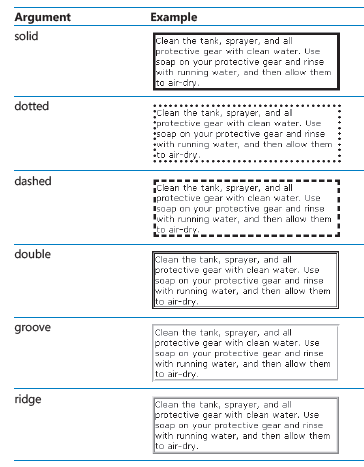 Argument Example
solid
Clean the tank, sprayer, and all
protective gear with clean water. Use
soap on your protective gear and rinse
with running water, and then allow them
to air-dry.
dotted
Clean the tank, sprayer, and all
protective gear with clean water. Use
soap on your protective gear and rinse
with running water, and then allow them
to air-dry.
dashed
Clean the tank, sprayer, and all
protective gear with clean water. Use
soap on your protective gear and rinse
with running water, and then allow them
to air-dry.
double
Clean the tank, sprayer, and all
protective gear with clean water. Use
soap on your protective gear and rinse
with running water, and then allow them
to air-dry.
groove
Clean the tank, sprayer, and all
protective gear with clean water. Use
soap on your protective gear and rinse
with running water, and then allow them
to air-dry.
ridge
Clean the tank, sprayer, and all
protective gear with clean water. Use
soap on your protective gear and rinse
with running water, and then allow them
to air-dry.